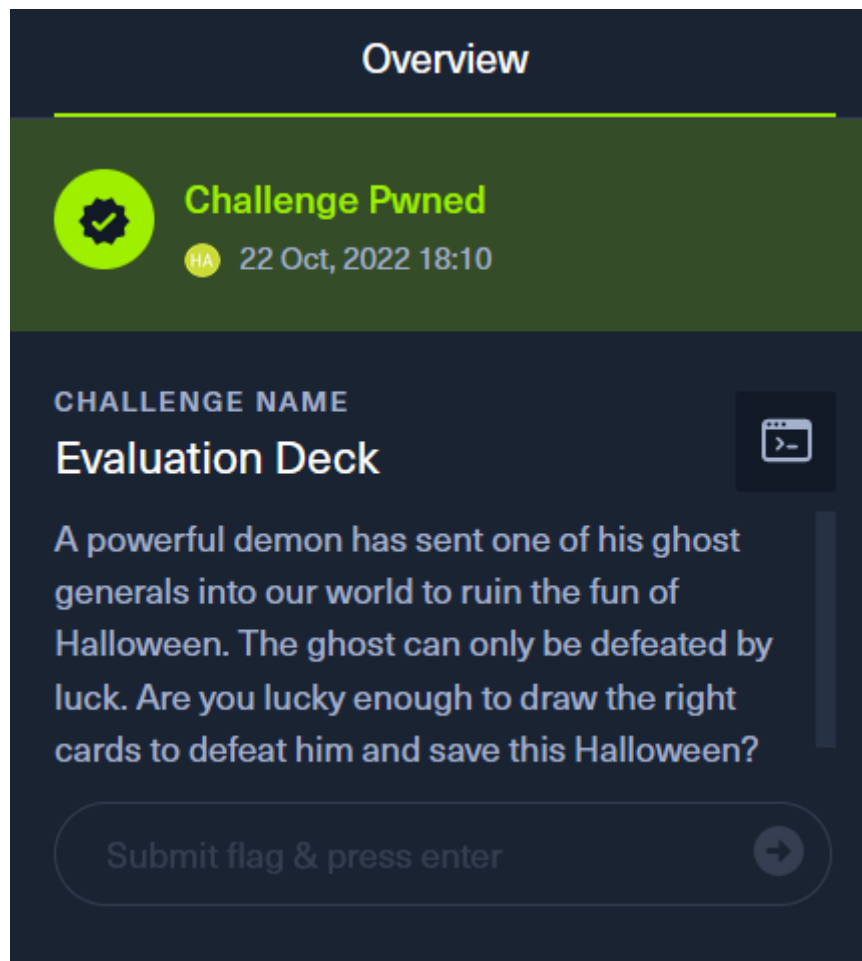 Overview
Challenge Pwned
HA 22 Oct, 2022 18:10
CHALLENGE NAME
Evaluation Deck
A powerful demon has sent one of his ghost
generals into our world to ruin the fun of
Halloween. The ghost can only be defeated by
luck. Are you lucky enough to draw the right
cards to defeat him and save this Halloween?
Submit flag & press enter